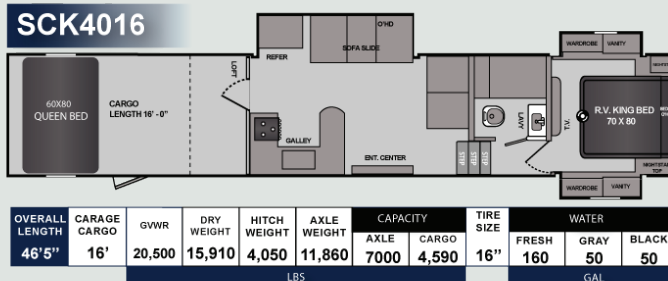 SCK4016
O'HD
SOFA SLIDE
REFER
LOFT
WARDROBE VANITY
60X80
QUEEN BED
CARGO
LENGTH 16' - 0"
GALLEY
ENT. CENTER
STEP
STEP
STEP
LAVY
T.V.
R.V. KING BED
70 X 80
NIGHTSTAND
TOP
WARDROBE VANITY
OVERALL LENGTH CARAGE CARGO GVWR DRY WEIGHT HITCH WEIGHT AXLE WEIGHT CAPACITY TIRE SIZE WATER
AXLE CARGO FRESH GRAY BLACK
46'5” 16' 20,500 15,910 4,050 11,860 7000 4,590 16” 160 50 50
LBS GAL